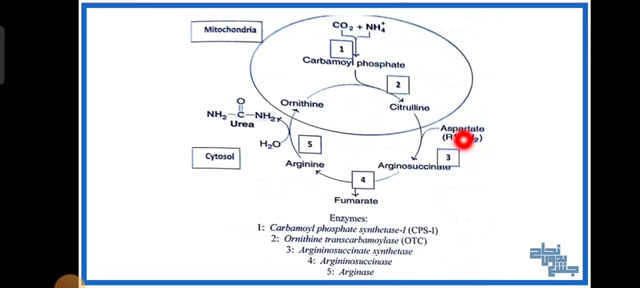 Mitochondria
CO₂ + NH₄⁺
1
Carbamoyl phosphate
2
Ornithine
Citrulline
O
NH₂–C–NH₂
Urea
Aspartate
H₂O
5
3
Cytosol
Arginine
Arginosuccinate
4
Fumarate
Enzymes:
1: Carbamoyl phosphate synthetase-I (CPS-I)
2: Ornithine transcarbamoylase (OTC)
3: Argininosuccinate synthetase
4: Argininosuccinase
5: Arginase